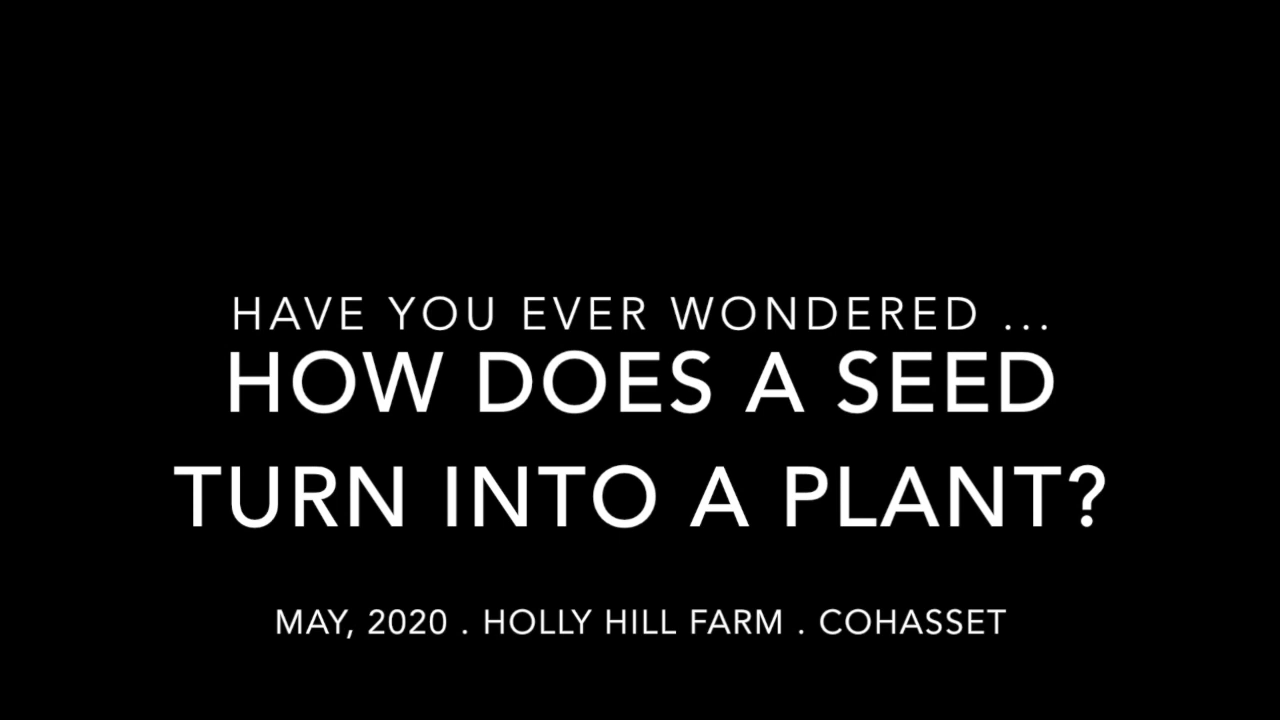 HAVE YOU EVER WONDERED ...
HOW DOES A SEED
TURN INTO A PLANT?
MAY, 2020 . HOLLY HILL FARM . COHASSET